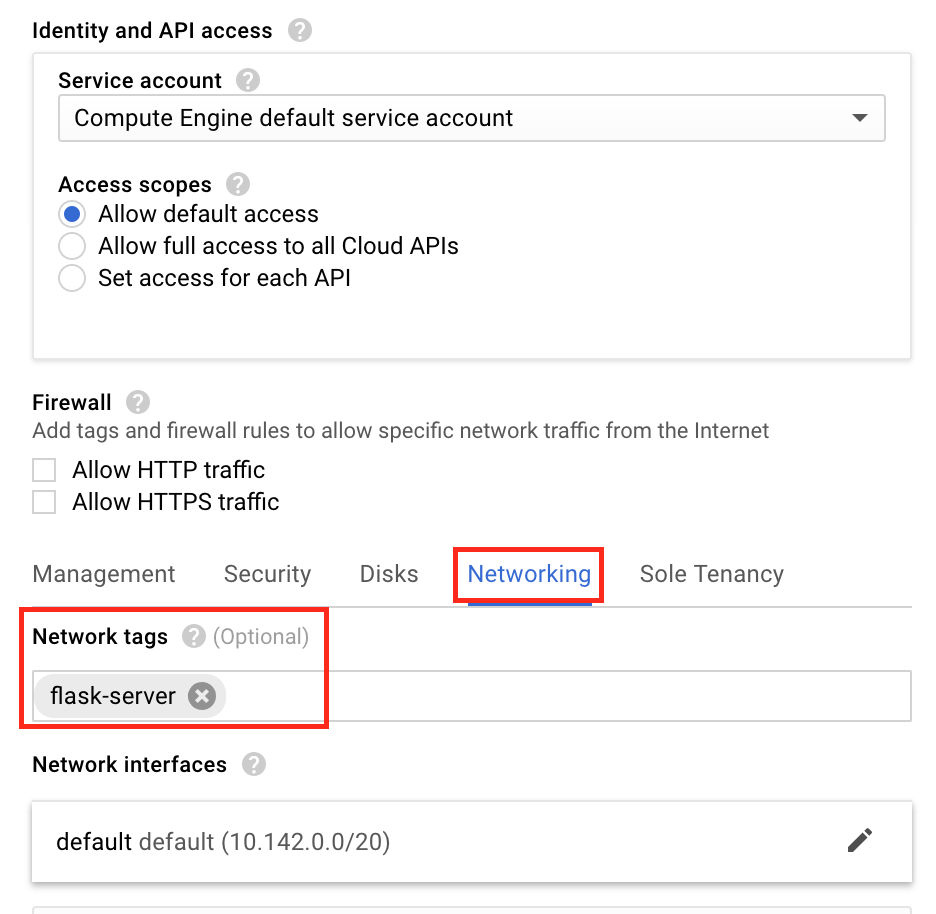 Identity and API access
Service account
Compute Engine default service account
Access scopes
Allow default access
Allow full access to all Cloud APIs
Set access for each API
Firewall
Add tags and firewall rules to allow specific network traffic from the Internet
Allow HTTP traffic
Allow HTTPS traffic
Management Security Disks Networking Sole Tenancy
Network tags (Optional)
flask-server
Network interfaces
default default (10.142.0.0/20)